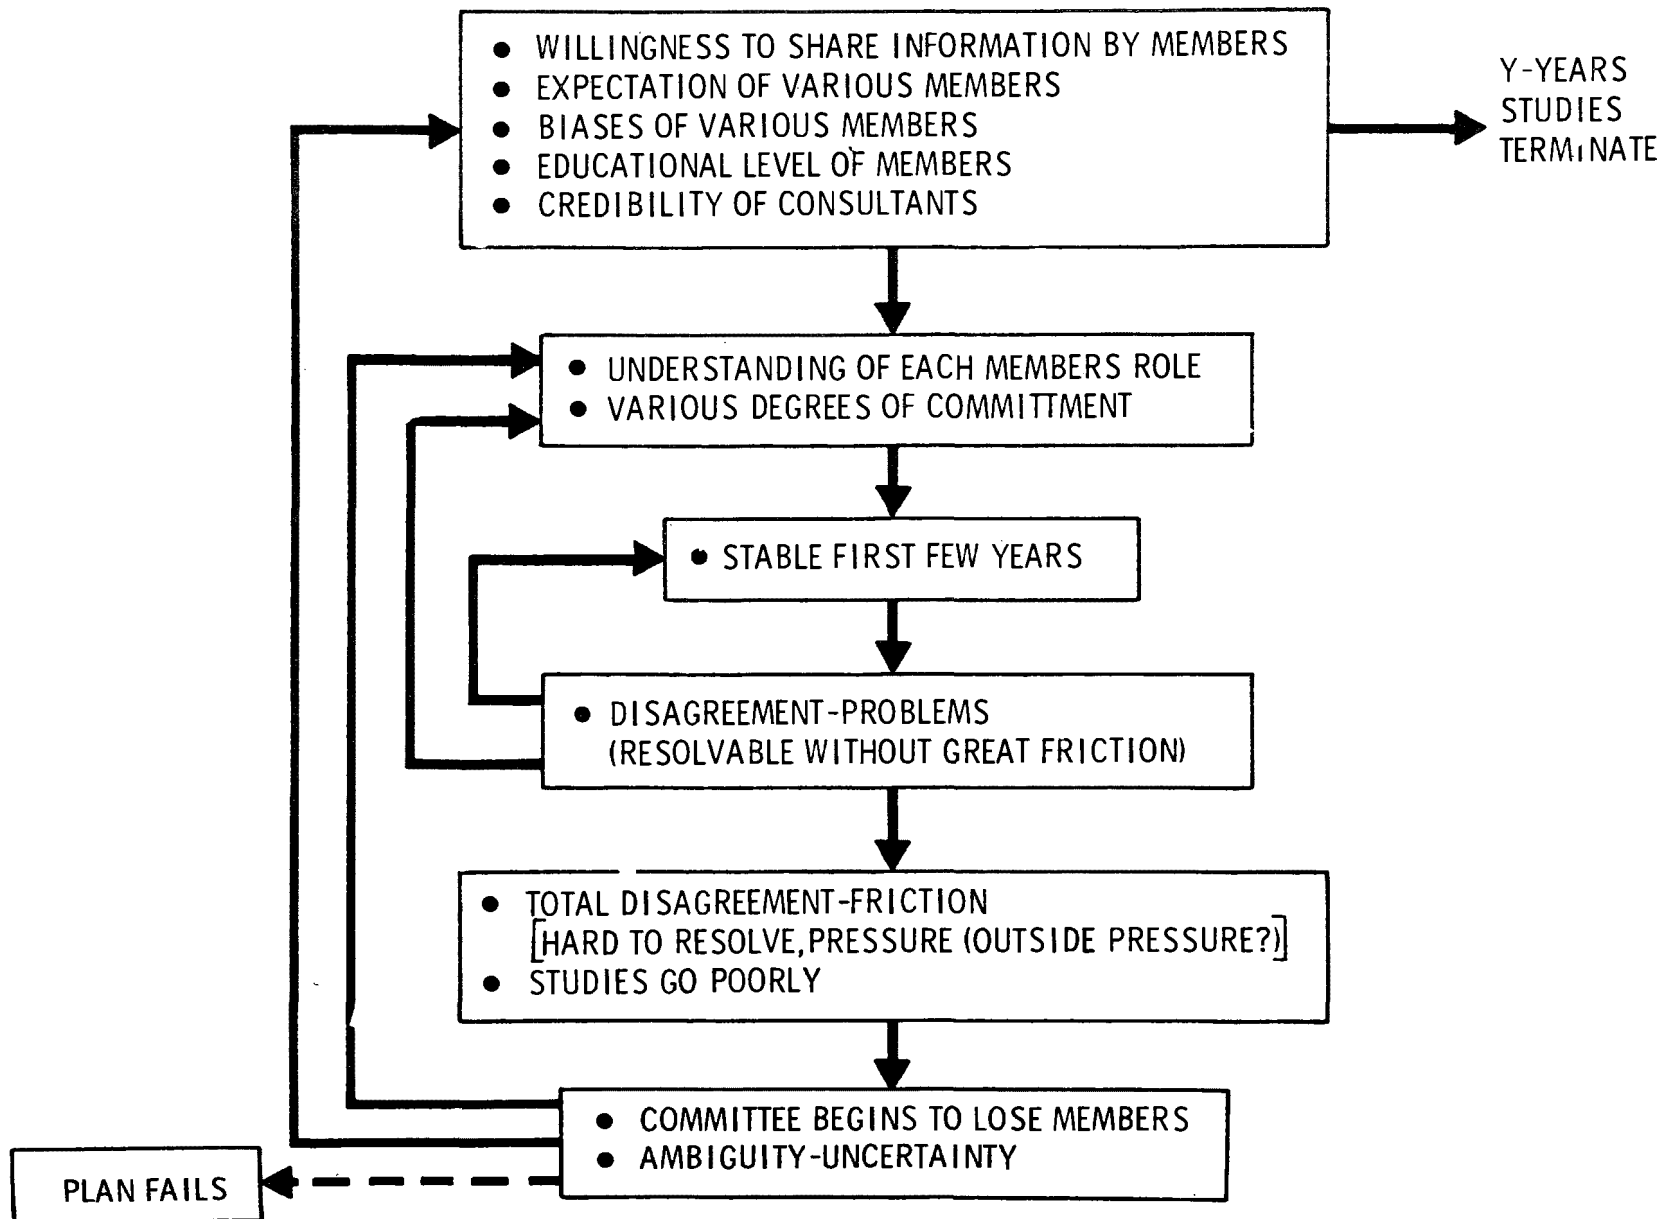 • WILLINGNESS TO SHARE INFORMATION BY MEMBERS
• EXPECTATION OF VARIOUS MEMBERS
• BIASES OF VARIOUS MEMBERS
• EDUCATIONAL LEVEL OF MEMBERS
• CREDIBILITY OF CONSULTANTS
Y-YEARS
STUDIES
TERMINATE
• UNDERSTANDING OF EACH MEMBERS ROLE
• VARIOUS DEGREES OF COMMITTMENT
• STABLE FIRST FEW YEARS
• DISAGREEMENT-PROBLEMS
(RESOLVABLE WITHOUT GREAT FRICTION)
• TOTAL DISAGREEMENT-FRICTION
[HARD TO RESOLVE, PRESSURE (OUTSIDE PRESSURE?)]
• STUDIES GO POORLY
• COMMITTEE BEGINS TO LOSE MEMBERS
• AMBIGUITY-UNCERTAINTY
PLAN FAILS